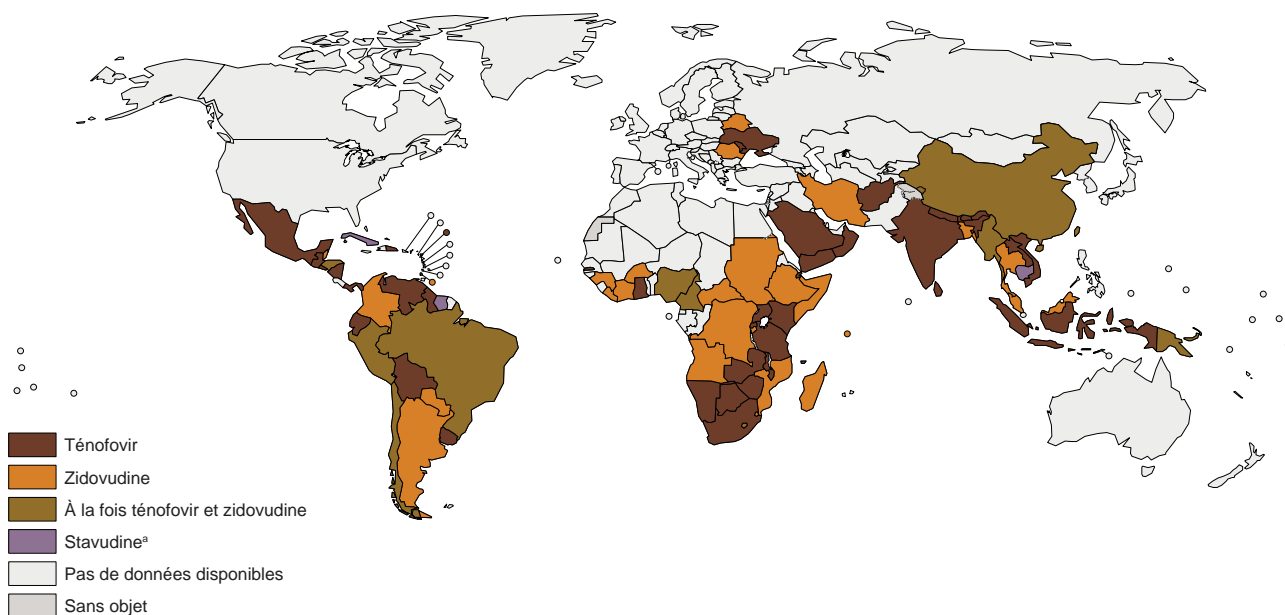 Ténofovir
Zidovudine
À la fois ténofovir et zidovudine
Stavudineᵃ
Pas de données disponibles
Sans objet